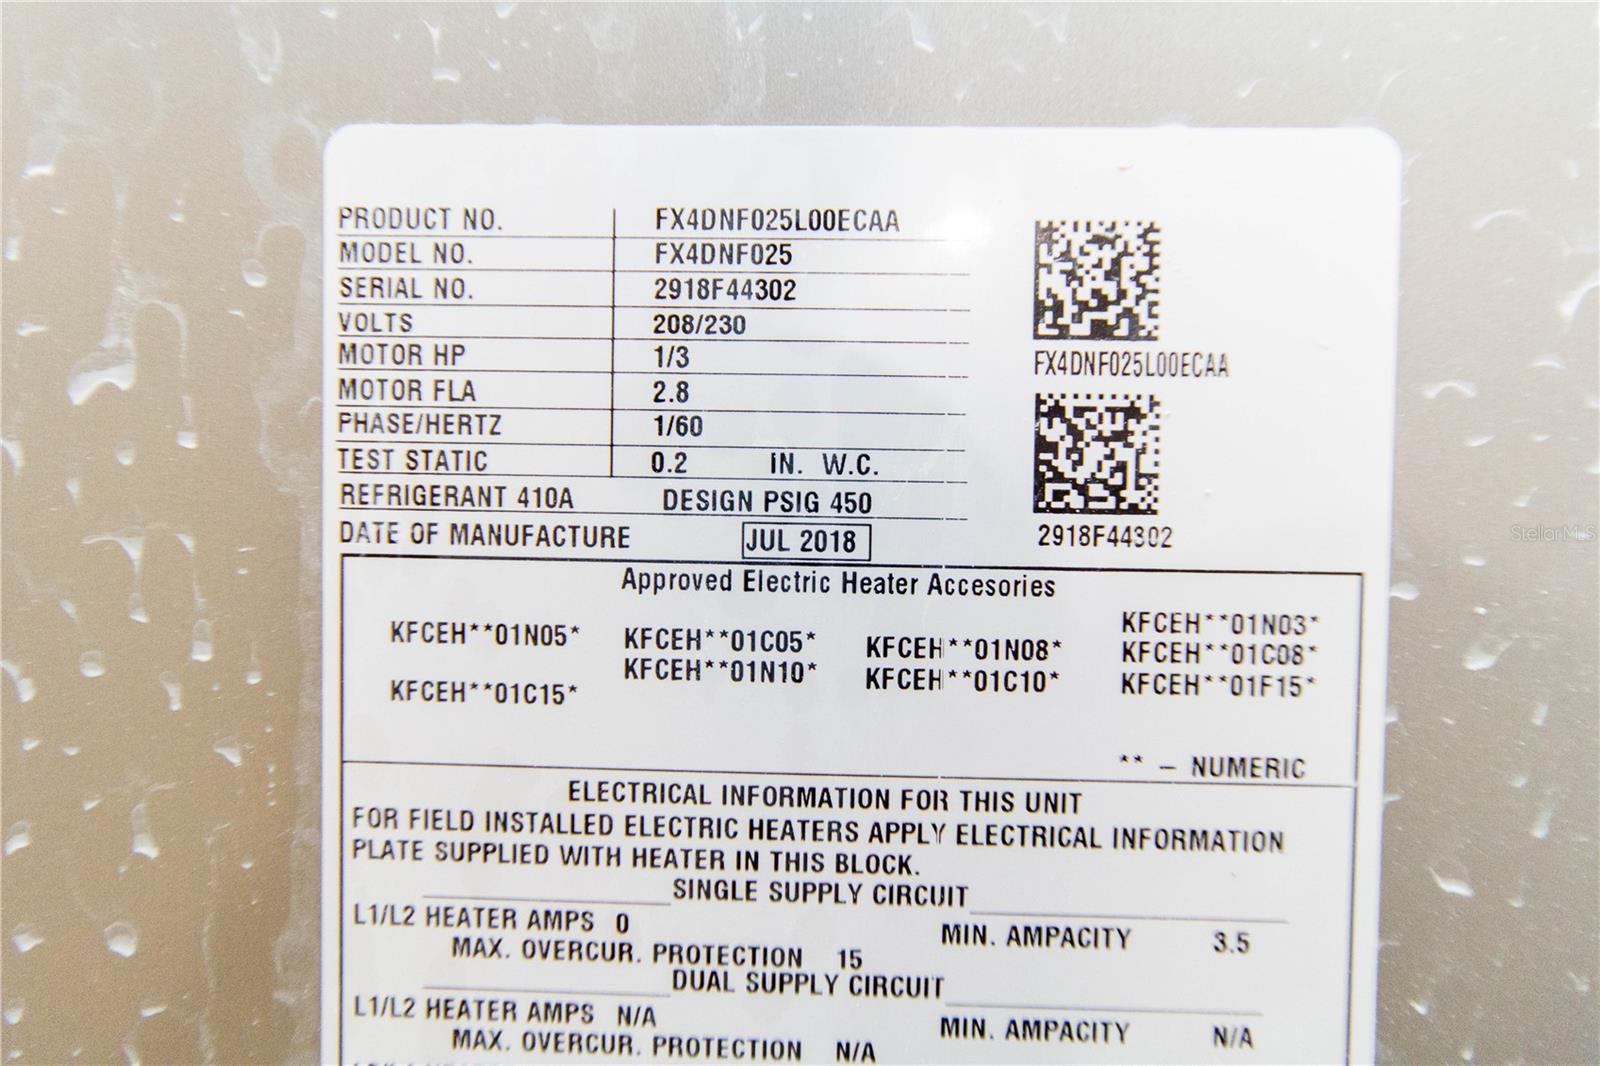 PRODUCT NO. FX4DNF025L00ECAA
MODEL NO. FX4DNF025
SERIAL NO. 2918F44302
VOLTS 208/230
MOTOR HP 1/3
MOTOR FLA 2.8
PHASE/HERTZ 1/60
TEST STATIC 0.2 IN. W.C.
REFRIGERANT 410A DESIGN PSIG 450
DATE OF MANUFACTURE JUL 2018
FX4DNF025L00ECAA
2918F44302
Approved Electric Heater Accesories
KFCEH**01N05* KFCEH**01C05* KFCEH**01N08* KFCEH**01N03*
KFCEH**01N10* KFCEH**01C10* KFCEH**01C08*
KFCEH**01C15* KFCEH**01F15*
** – NUMERIC
ELECTRICAL INFORMATION FOR THIS UNIT
FOR FIELD INSTALLED ELECTRIC HEATERS APPLY ELECTRICAL INFORMATION
PLATE SUPPLIED WITH HEATER IN THIS BLOCK.
SINGLE SUPPLY CIRCUIT
L1/L2 HEATER AMPS 0 MIN. AMPACITY 3.5
MAX. OVERCUR. PROTECTION 15
DUAL SUPPLY CIRCUIT
L1/L2 HEATER AMPS N/A MIN. AMPACITY N/A
MAX. OVERCUR. PROTECTION N/A
StellarMLS